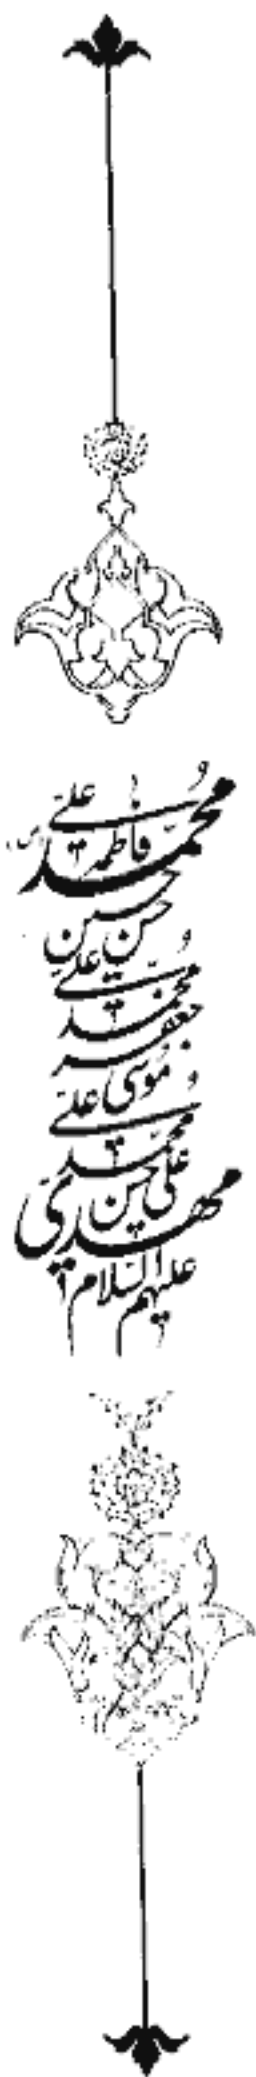 محمد (ص) علی فاطمه
حسن حسین
علی محمد
جعفر
موسی علی
محمد
علی حسن
مهدی
علیهم السلام